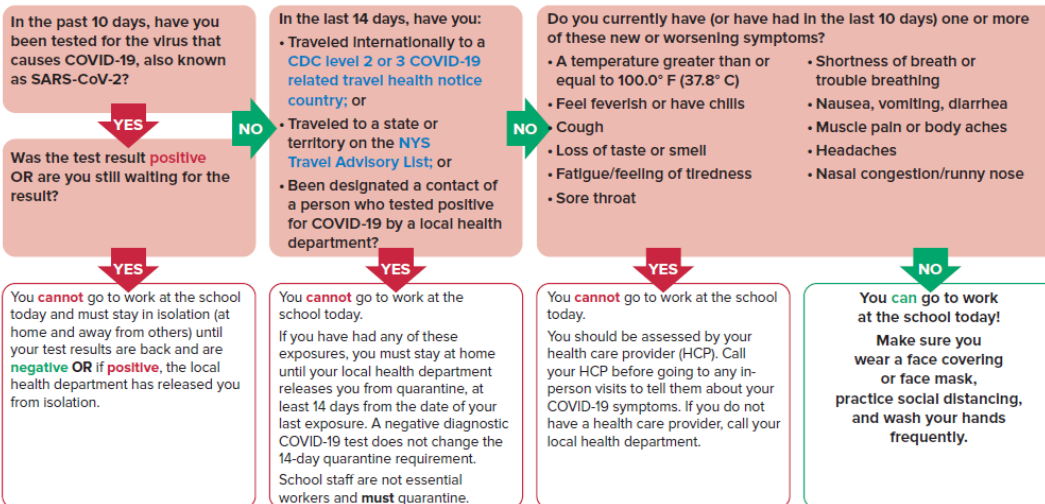 In the past 10 days, have you
been tested for the virus that
causes COVID-19, also known
as SARS-CoV-2?
YES
NO
Was the test result positive
OR are you still waiting for the
result?
YES
You cannot go to work at the school
today and must stay in isolation (at
home and away from others) until
your test results are back and are
negative OR if positive, the local
health department has released you
from isolation.
In the last 14 days, have you:
• Traveled internationally to a
CDC level 2 or 3 COVID-19
related travel health notice
country; or
• Traveled to a state or
territory on the NYS
Travel Advisory List; or
• Been designated a contact of
a person who tested positive
for COVID-19 by a local health
department?
NO
YES
You cannot go to work at the
school today.
If you have had any of these
exposures, you must stay at home
until your local health department
releases you from quarantine, at
least 14 days from the date of your
last exposure. A negative diagnostic
COVID-19 test does not change the
14-day quarantine requirement.
School staff are not essential
workers and must quarantine.
Do you currently have (or have had in the last 10 days) one or more
of these new or worsening symptoms?
• A temperature greater than or
equal to 100.0° F (37.8° C)
• Feel feverish or have chills
• Cough
• Loss of taste or smell
• Fatigue/feeling of tiredness
• Sore throat
• Shortness of breath or
trouble breathing
• Nausea, vomiting, diarrhea
• Muscle pain or body aches
• Headaches
• Nasal congestion/runny nose
YES
You cannot go to work at the school
today.
You should be assessed by your
health care provider (HCP). Call
your HCP before going to any in-
person visits to tell them about your
COVID-19 symptoms. If you do not
have a health care provider, call your
local health department.
NO
You can go to work
at the school today!
Make sure you
wear a face covering
or face mask,
practice social distancing,
and wash your hands
frequently.